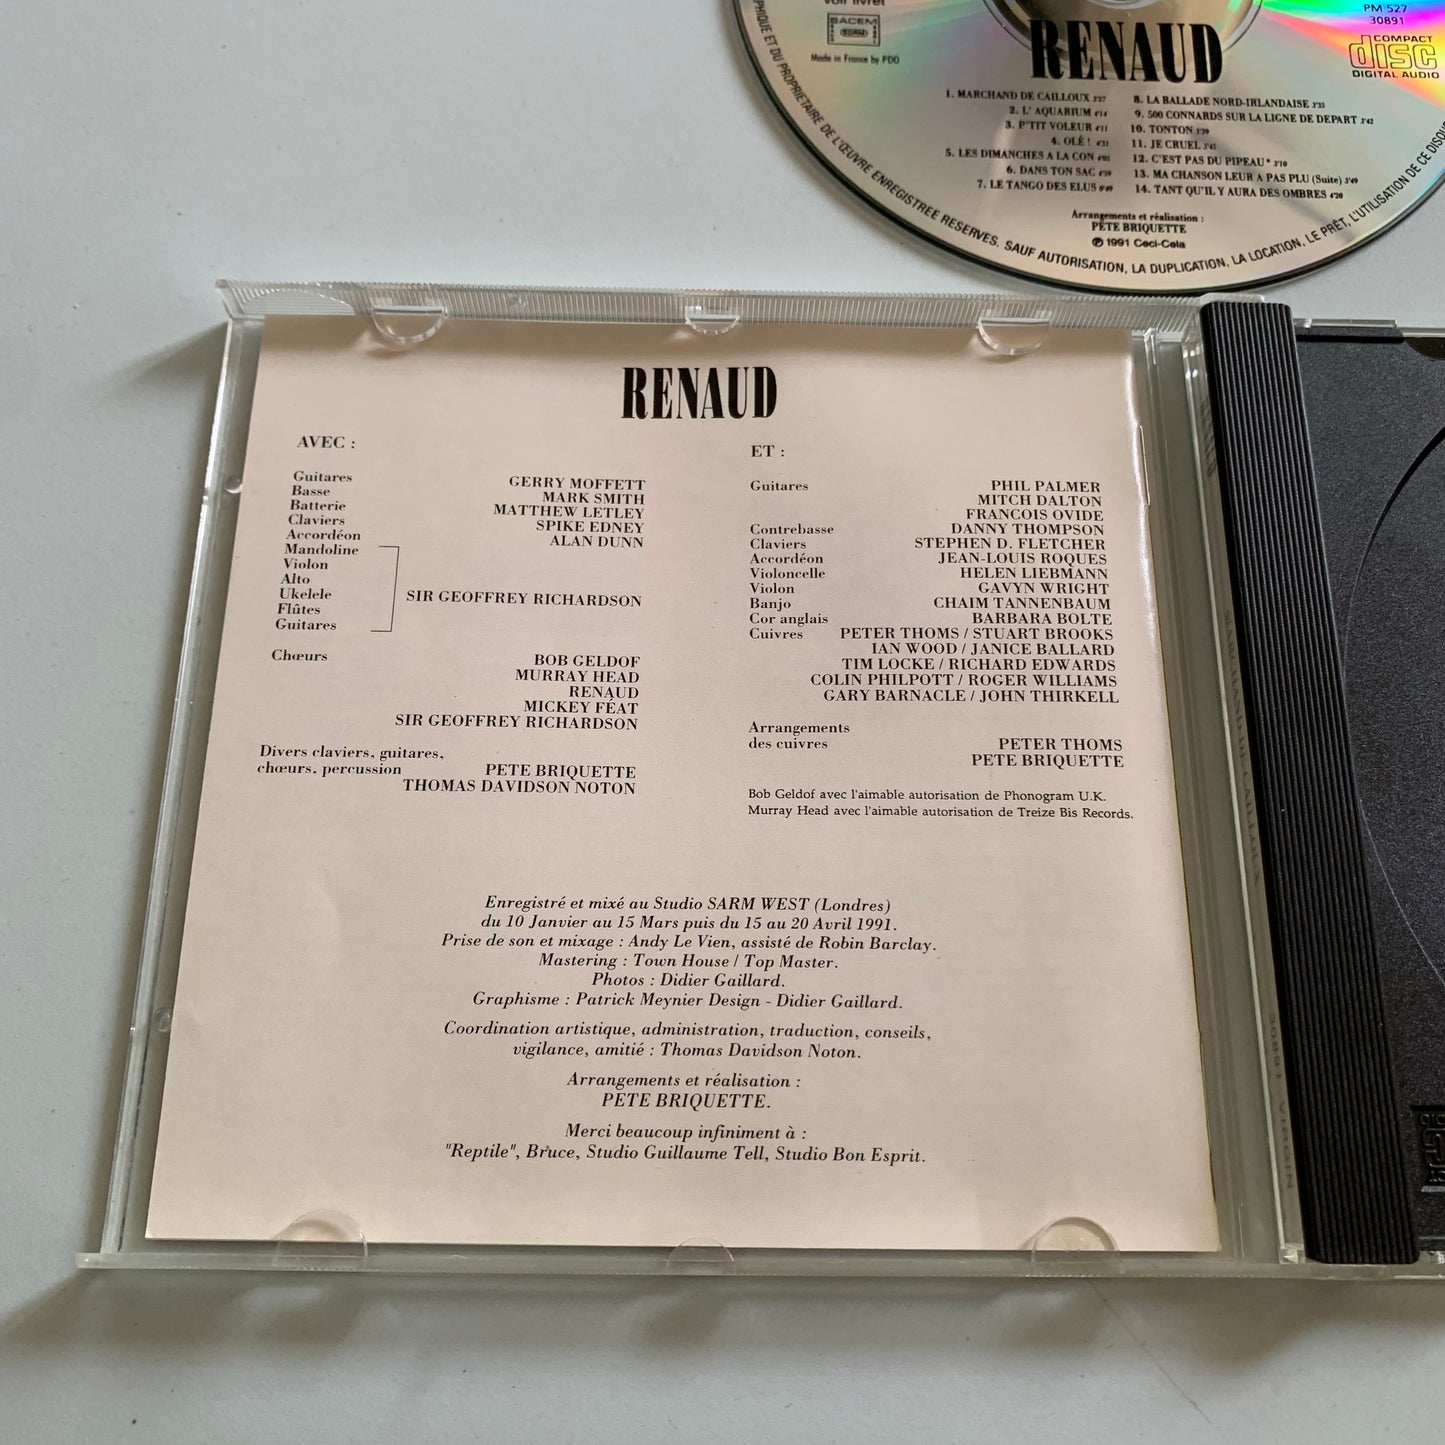 voir livret
SACEM
SDRM
Made in France by PDO
RENAUD
PM 527
30891
COMPACT
disc
DIGITAL AUDIO
1. MARCHAND DE CAILLOUX 3'27
2. L'AQUARIUM 4'14
3. P'TIT VOLEUR 4'11
4. OLÉ ! 4'31
5. LES DIMANCHES A LA CON 4'05
6. DANS TON SAC 4'59
7. LE TANGO DES ELUS
8. LA BALLADE NORD-IRLANDAISE 3'35
9. 500 CONNARDS SUR LA LIGNE DE DEPART 3'42
10. TONTON 3'39
11. JE CRUEL 3'45
12. C'EST PAS DU PIPEAU* 3'10
13. MA CHANSON LEUR A PAS PLU (Suite) 3'49
14. TANT QU'IL Y AURA DES OMBRES 4'20
Arrangements et réalisation :
PETE BRIQUETTE
℗ 1991 Ceci-Cela
ET DU PROPRIETAIRE DE L'ŒUVRE ENREGISTREE RESERVES. SAUF AUTORISATION, LA DUPLICATION, LA LOCATION, LE PRÊT, L'UTILISATION DE CE
RENAUD
AVEC :
Guitares GERRY MOFFETT
Basse MARK SMITH
Batterie MATTHEW LETLEY
Claviers SPIKE EDNEY
Accordéon ALAN DUNN
Mandoline
Violon
Alto
Ukelele SIR GEOFFREY RICHARDSON
Flûtes
Guitares
Chœurs BOB GELDOF
MURRAY HEAD
RENAUD
MICKEY FÉAT
SIR GEOFFREY RICHARDSON
Divers claviers, guitares,
chœurs, percussion PETE BRIQUETTE
THOMAS DAVIDSON NOTON
ET :
Guitares PHIL PALMER
MITCH DALTON
FRANCOIS OVIDE
Contrebasse DANNY THOMPSON
Claviers STEPHEN D. FLETCHER
Accordéon JEAN-LOUIS ROQUES
Violoncelle HELEN LIEBMANN
Violon GAVYN WRIGHT
Banjo CHAIM TANNENBAUM
Cor anglais BARBARA BOLTE
Cuivres PETER THOMS / STUART BROOKS
IAN WOOD / JANICE BALLARD
TIM LOCKE / RICHARD EDWARDS
COLIN PHILPOTT / ROGER WILLIAMS
GARY BARNACLE / JOHN THIRKELL
Arrangements
des cuivres PETER THOMS
PETE BRIQUETTE
Bob Geldof avec l'aimable autorisation de Phonogram U.K.
Murray Head avec l'aimable autorisation de Treize Bis Records.
Enregistré et mixé au Studio SARM WEST (Londres)
du 10 Janvier au 15 Mars puis du 15 au 20 Avril 1991.
Prise de son et mixage : Andy Le Vien, assisté de Robin Barclay.
Mastering : Town House / Top Master.
Photos : Didier Gaillard.
Graphisme : Patrick Meynier Design - Didier Gaillard.
Coordination artistique, administration, traduction, conseils,
vigilance, amitié : Thomas Davidson Noton.
Arrangements et réalisation :
PETE BRIQUETTE.
Merci beaucoup infiniment à :
"Reptile", Bruce, Studio Guillaume Tell, Studio Bon Esprit.
MARCHAND DE CAILLOUX
30891 VIRGIN